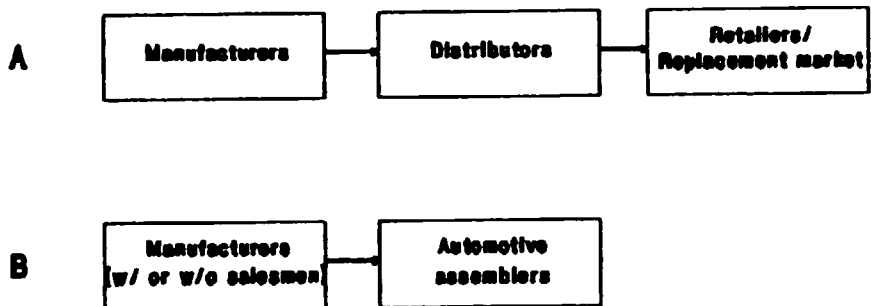 A
Manufacturers
Distributors
Retailers/
Replacement market
B
Manufacturers
(w/ or w/o salesmen)
Automotive
assemblers